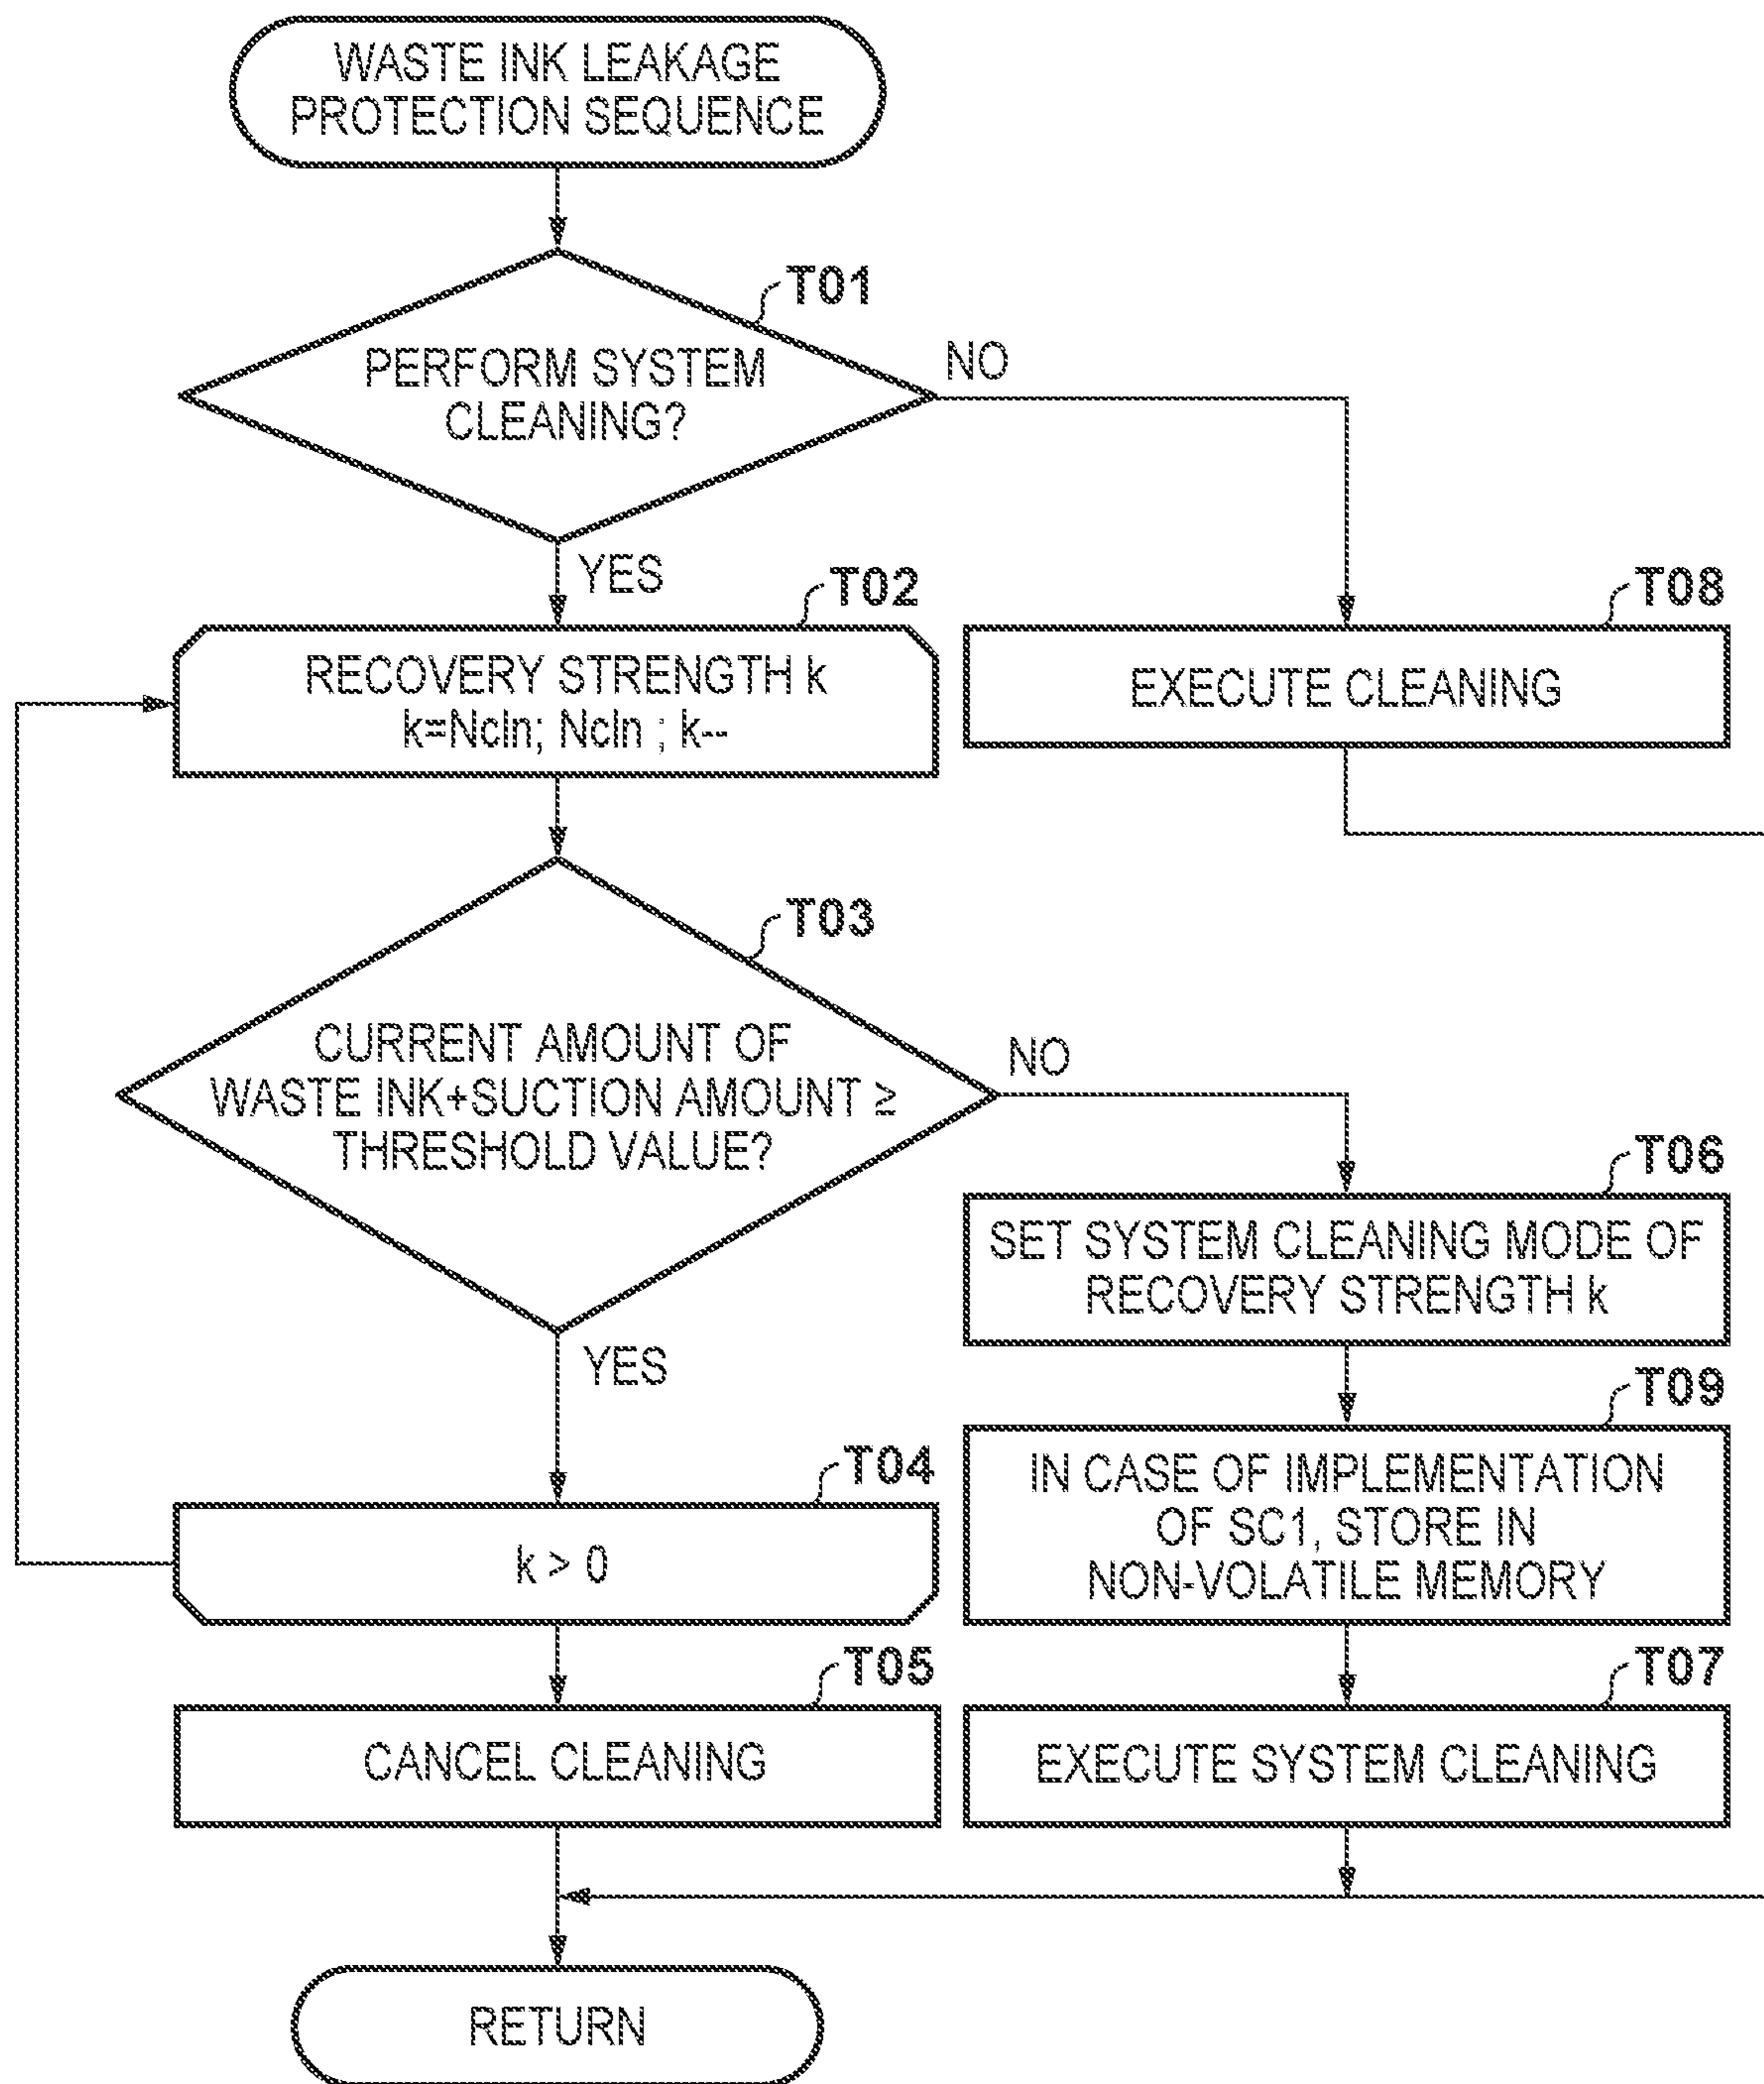 WASTE INK LEAKAGE
PROTECTION SEQUENCE
T01
PERFORM SYSTEM
CLEANING?
NO
YES
T02
RECOVERY STRENGTH k
k=Ncln; Ncln ; k--
T08
EXECUTE CLEANING
T03
CURRENT AMOUNT OF
WASTE INK+SUCTION AMOUNT ≥
THRESHOLD VALUE?
NO
YES
T06
SET SYSTEM CLEANING MODE OF
RECOVERY STRENGTH k
T09
IN CASE OF IMPLEMENTATION
OF SC1, STORE IN
NON-VOLATILE MEMORY
T04
k > 0
T05
CANCEL CLEANING
T07
EXECUTE SYSTEM CLEANING
RETURN